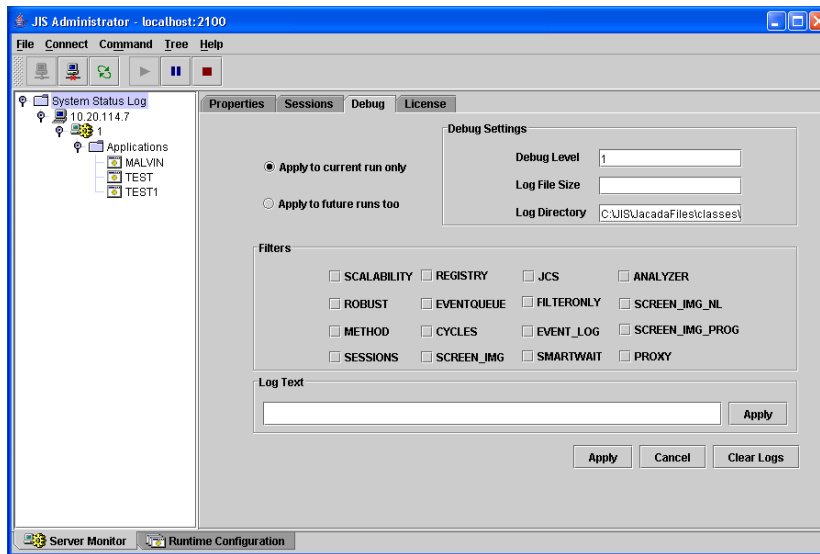 JIS Administrator - localhost:2100
File Connect Command Tree Help
System Status Log
10.20.114.7
1
Applications
MALVIN
TEST
TEST1
Properties Sessions Debug License
Apply to current run only
Apply to future runs too
Debug Settings
Debug Level 1
Log File Size
Log Directory C:\JIS\JacadaFiles\classes\
Filters
SCALABILITY REGISTRY JCS ANALYZER
ROBUST EVENTQUEUE FILTERONLY SCREEN_IMG_NL
METHOD CYCLES EVENT_LOG SCREEN_IMG_PROG
SESSIONS SCREEN_IMG SMARTWAIT PROXY
Log Text
Apply
Apply Cancel Clear Logs
Server Monitor Runtime Configuration